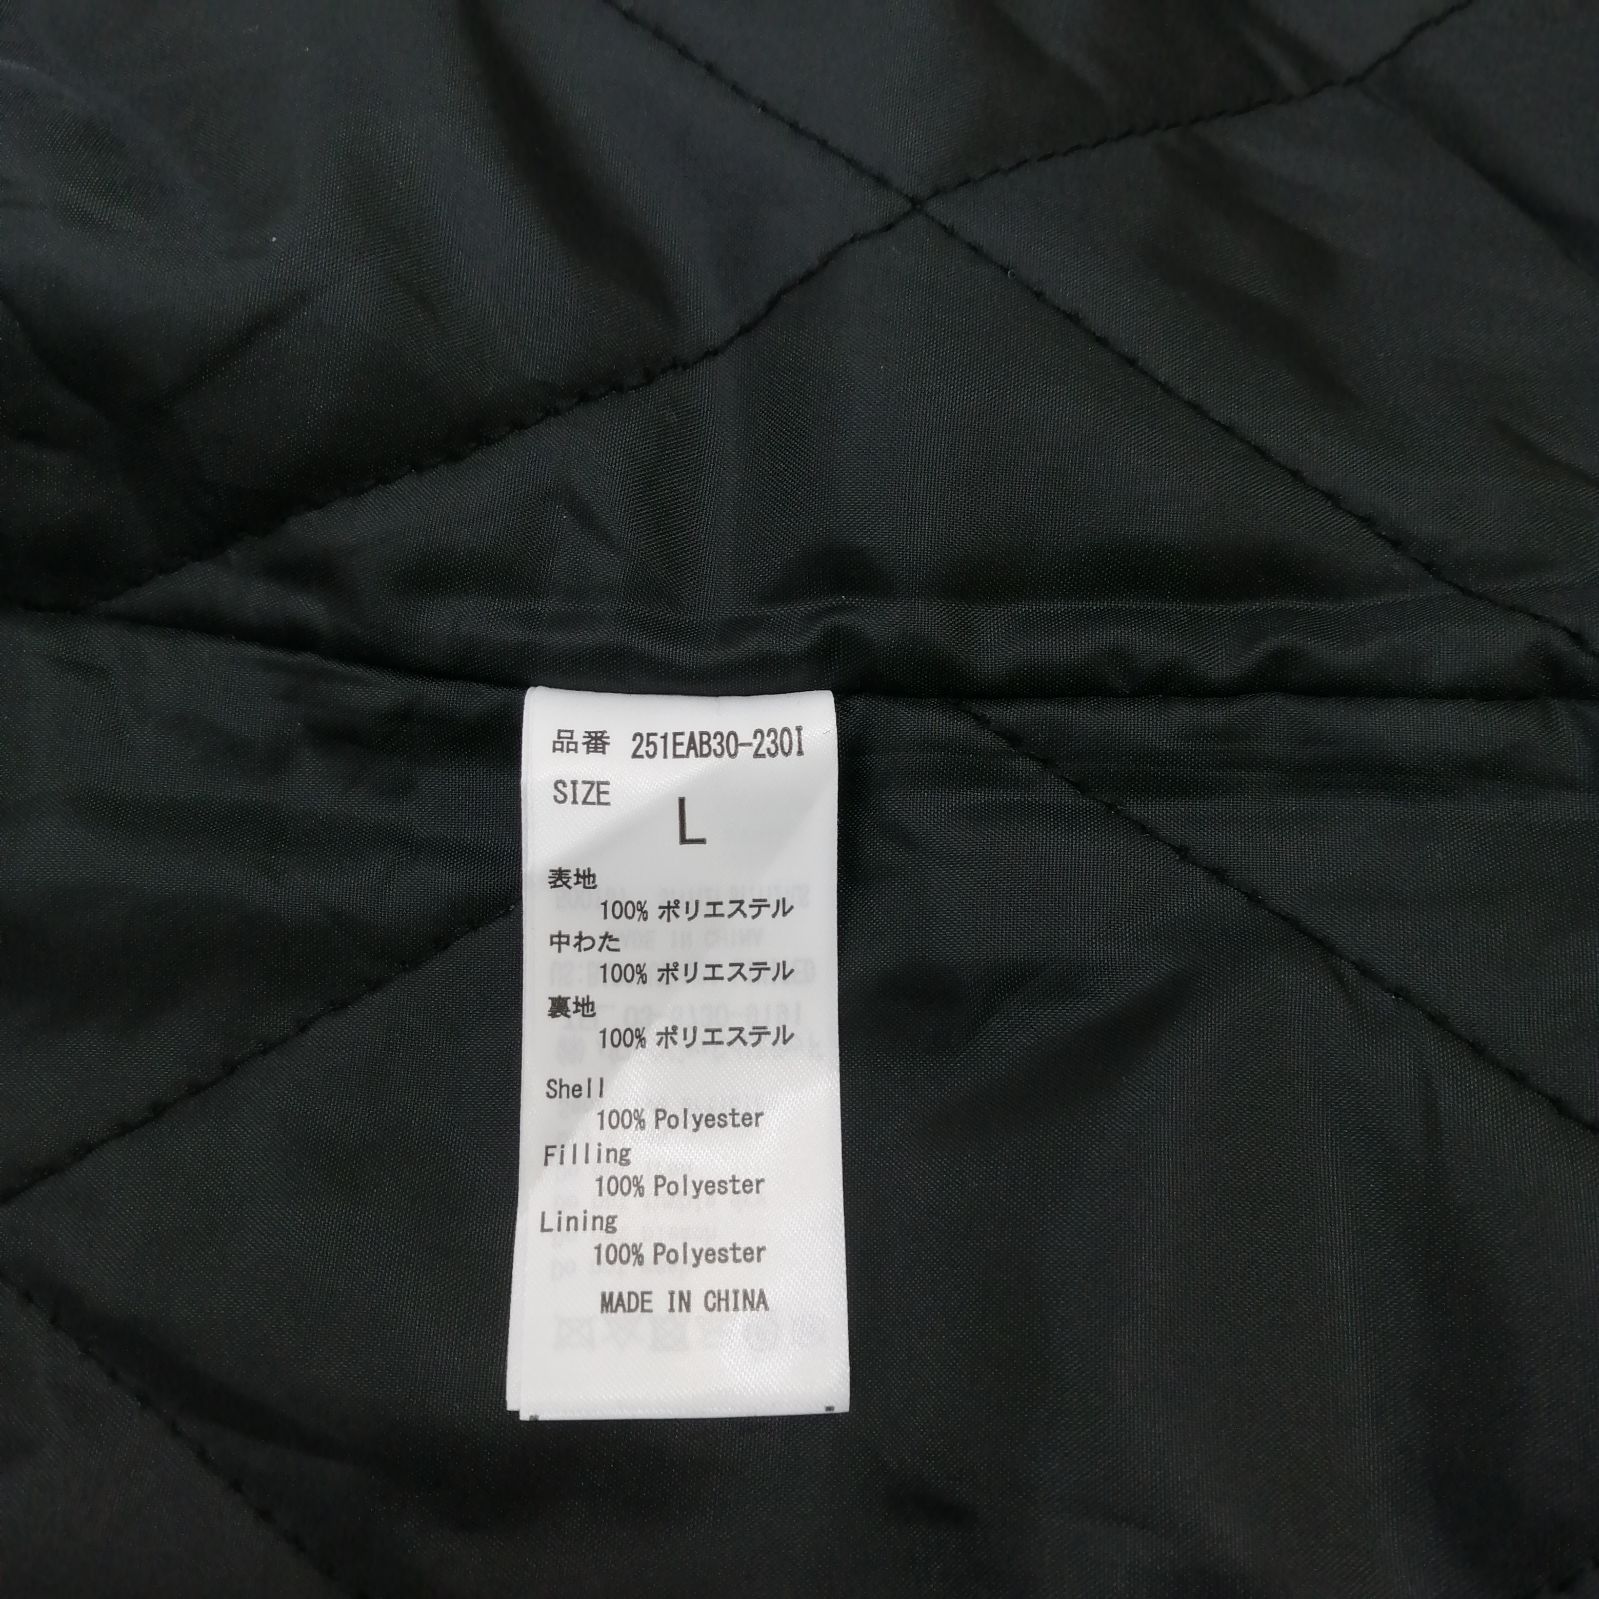 品番 251EAB30-230I
SIZE
L
表地
100% ポリエステル
中わた
100% ポリエステル
裏地
100% ポリエステル
Shell
100% Polyester
Filling
100% Polyester
Lining
100% Polyester
MADE IN CHINA